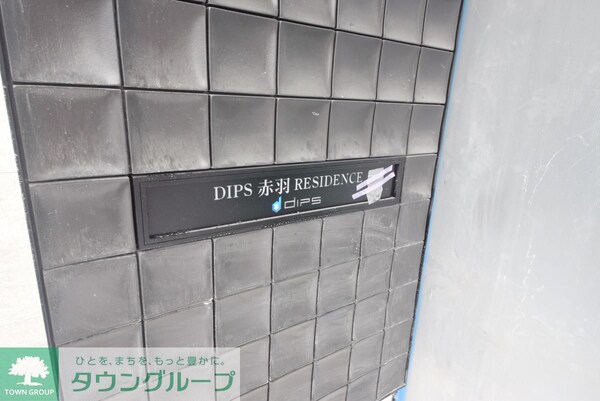 DIPS 赤羽 RESIDENCE
dips
ひとを、まちを、もっと豊かに。
タウングループ
TOWN GROUP